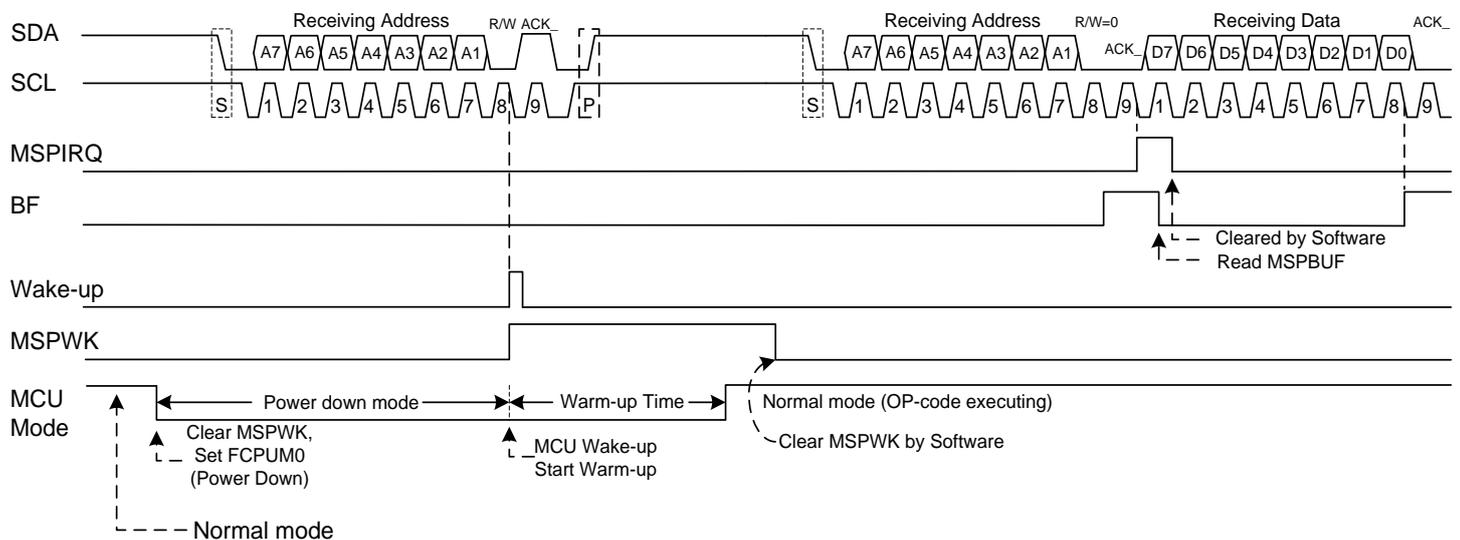 Receiving Address R/W ACK_ Receiving Address R/W=0 Receiving Data ACK_
SDA A7 A6 A5 A4 A3 A2 A1 A7 A6 A5 A4 A3 A2 A1 ACK_ D7 D6 D5 D4 D3 D2 D1 D0
SCL S 1 2 3 4 5 6 7 8 9 P S 1 2 3 4 5 6 7 8 9 1 2 3 4 5 6 7 8 9
MSPIRQ
BF
Cleared by Software
Read MSPBUF
Wake-up
MSPWK
MCU
Mode
Power down mode Warm-up Time Normal mode (OP-code executing)
Clear MSPWK,
Set FCPUM0
(Power Down)
MCU Wake-up
Start Warm-up
Clear MSPWK by Software
Normal mode